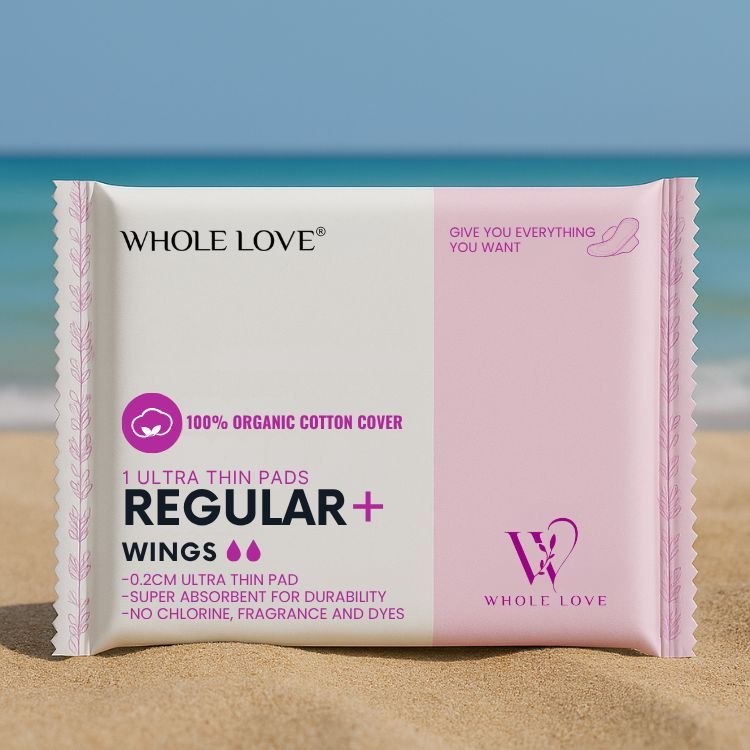 WHOLE LOVE®
GIVE YOU EVERYTHING
YOU WANT
100% ORGANIC COTTON COVER
1 ULTRA THIN PADS
REGULAR+
WINGS
-0.2CM ULTRA THIN PAD
-SUPER ABSORBENT FOR DURABILITY
-NO CHLORINE, FRAGRANCE AND DYES
W
WHOLE LOVE